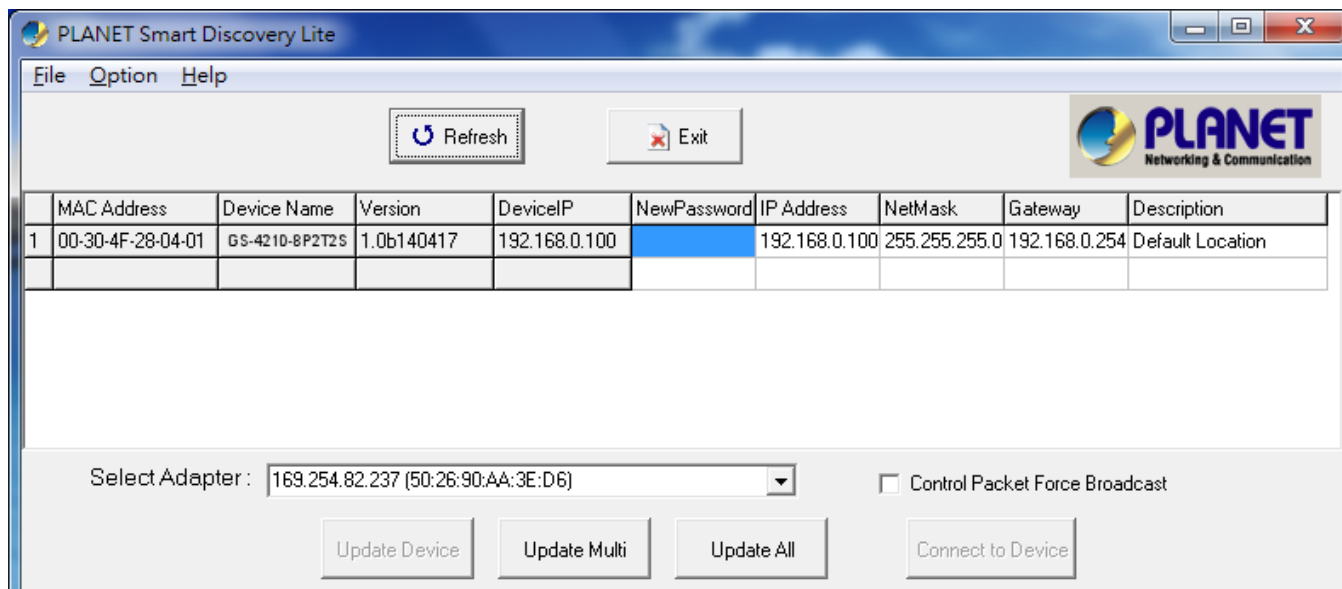 PLANET Smart Discovery Lite
File Option Help
Refresh Exit
PLANET
Networking & Communication
MAC Address Device Name Version DeviceIP NewPassword IP Address NetMask Gateway Description
1 00-30-4F-28-04-01 GS-4210-8P2T2S 1.0b140417 192.168.0.100 192.168.0.100 255.255.255.0 192.168.0.254 Default Location
Select Adapter : 169.254.82.237 (50:26:90:AA:3E:D6) Control Packet Force Broadcast
Update Device Update Multi Update All Connect to Device